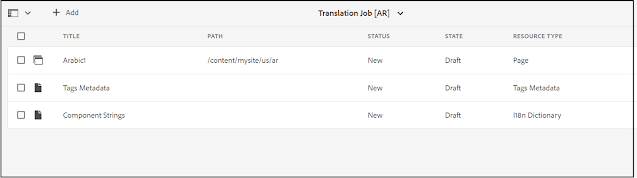 + Add
Translation Job [AR]
TITLE PATH STATUS STATE RESOURCE TYPE
Arabic1 /content/mysite/us/ar New Draft Page
Tags Metadata New Draft Tags Metadata
Component Strings New Draft I18n Dictionary